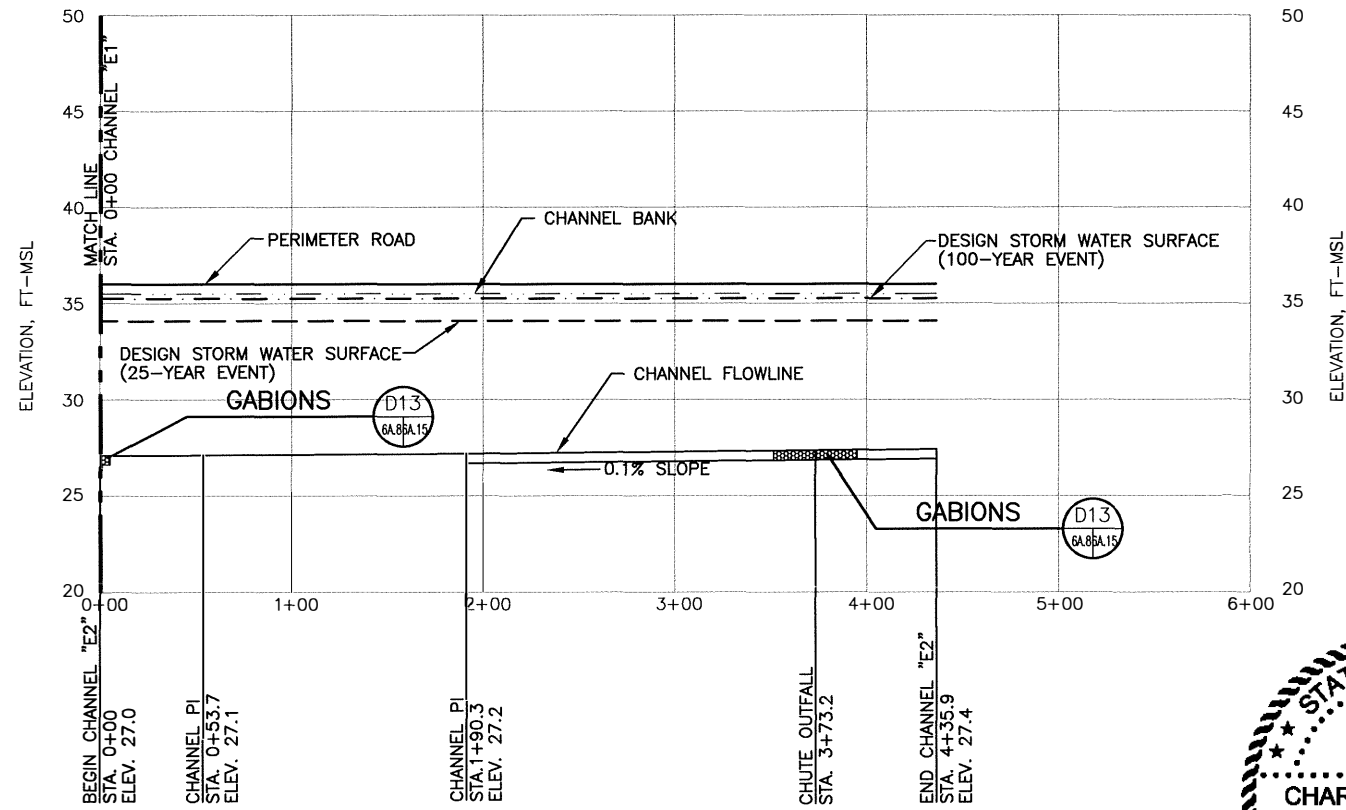 50
45
40
35
30
25
20
ELEVATION, FT-MSL
MATCH LINE
STA. 0+00 CHANNEL "E1"
PERIMETER ROAD
CHANNEL BANK
DESIGN STORM WATER SURFACE
(100-YEAR EVENT)
DESIGN STORM WATER SURFACE
(25-YEAR EVENT)
CHANNEL FLOWLINE
GABIONS
D13
6A.8 6A.15
0.1% SLOPE
GABIONS
D13
6A.8 6A.15
50
45
40
35
30
25
20
ELEVATION, FT-MSL
0+00 1+00 2+00 3+00 4+00 5+00 6+00
BEGIN CHANNEL "E2"
STA. 0+00
ELEV. 27.0
CHANNEL PI
STA. 0+53.7
ELEV. 27.1
CHANNEL PI
STA.1+90.3
ELEV. 27.2
CHUTE OUTFALL
STA. 3+73.2
END CHANNEL "E2"
STA. 4+35.9
ELEV. 27.4
STAT
CHAR